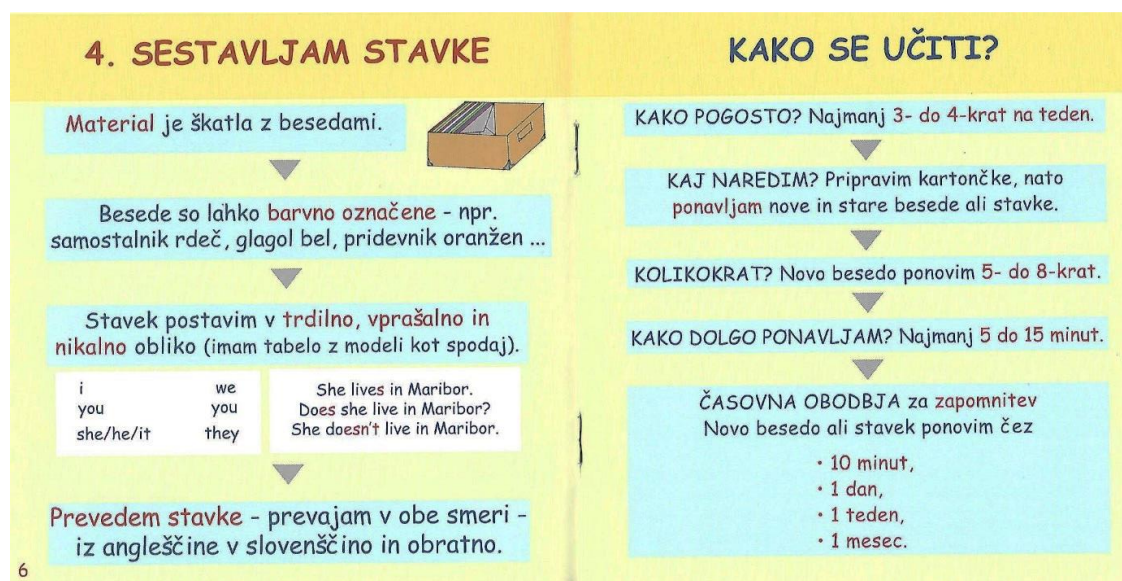 4. SESTAVLJAM STAVKE
Material je škatla z besedami.
Besede so lahko barvno označene - npr.
samostalnik rdeč, glagol bel, pridevnik oranžen ...
Stavek postavim v trdilno, vprašalno in
nikalno obliko (imam tabelo z modeli kot spodaj).
i we
you you
she/he/it they
She lives in Maribor.
Does she live in Maribor?
She doesn't live in Maribor.
Prevedem stavke - prevajam v obe smeri -
iz angleščine v slovenščino in obratno.
6
KAKO SE UČITI?
KAKO POGOSTO? Najmanj 3- do 4-krat na teden.
KAJ NAREDIM? Pripravim kartončke, nato
ponavljam nove in stare besede ali stavke.
KOLIKOKRAT? Novo besedo ponovim 5- do 8-krat.
KAKO DOLGO PONAVLJAM? Najmanj 5 do 15 minut.
ČASOVNA OBODBJA za zapomnitev
Novo besedo ali stavek ponovim čez
• 10 minut,
• 1 dan,
• 1 teden,
• 1 mesec.